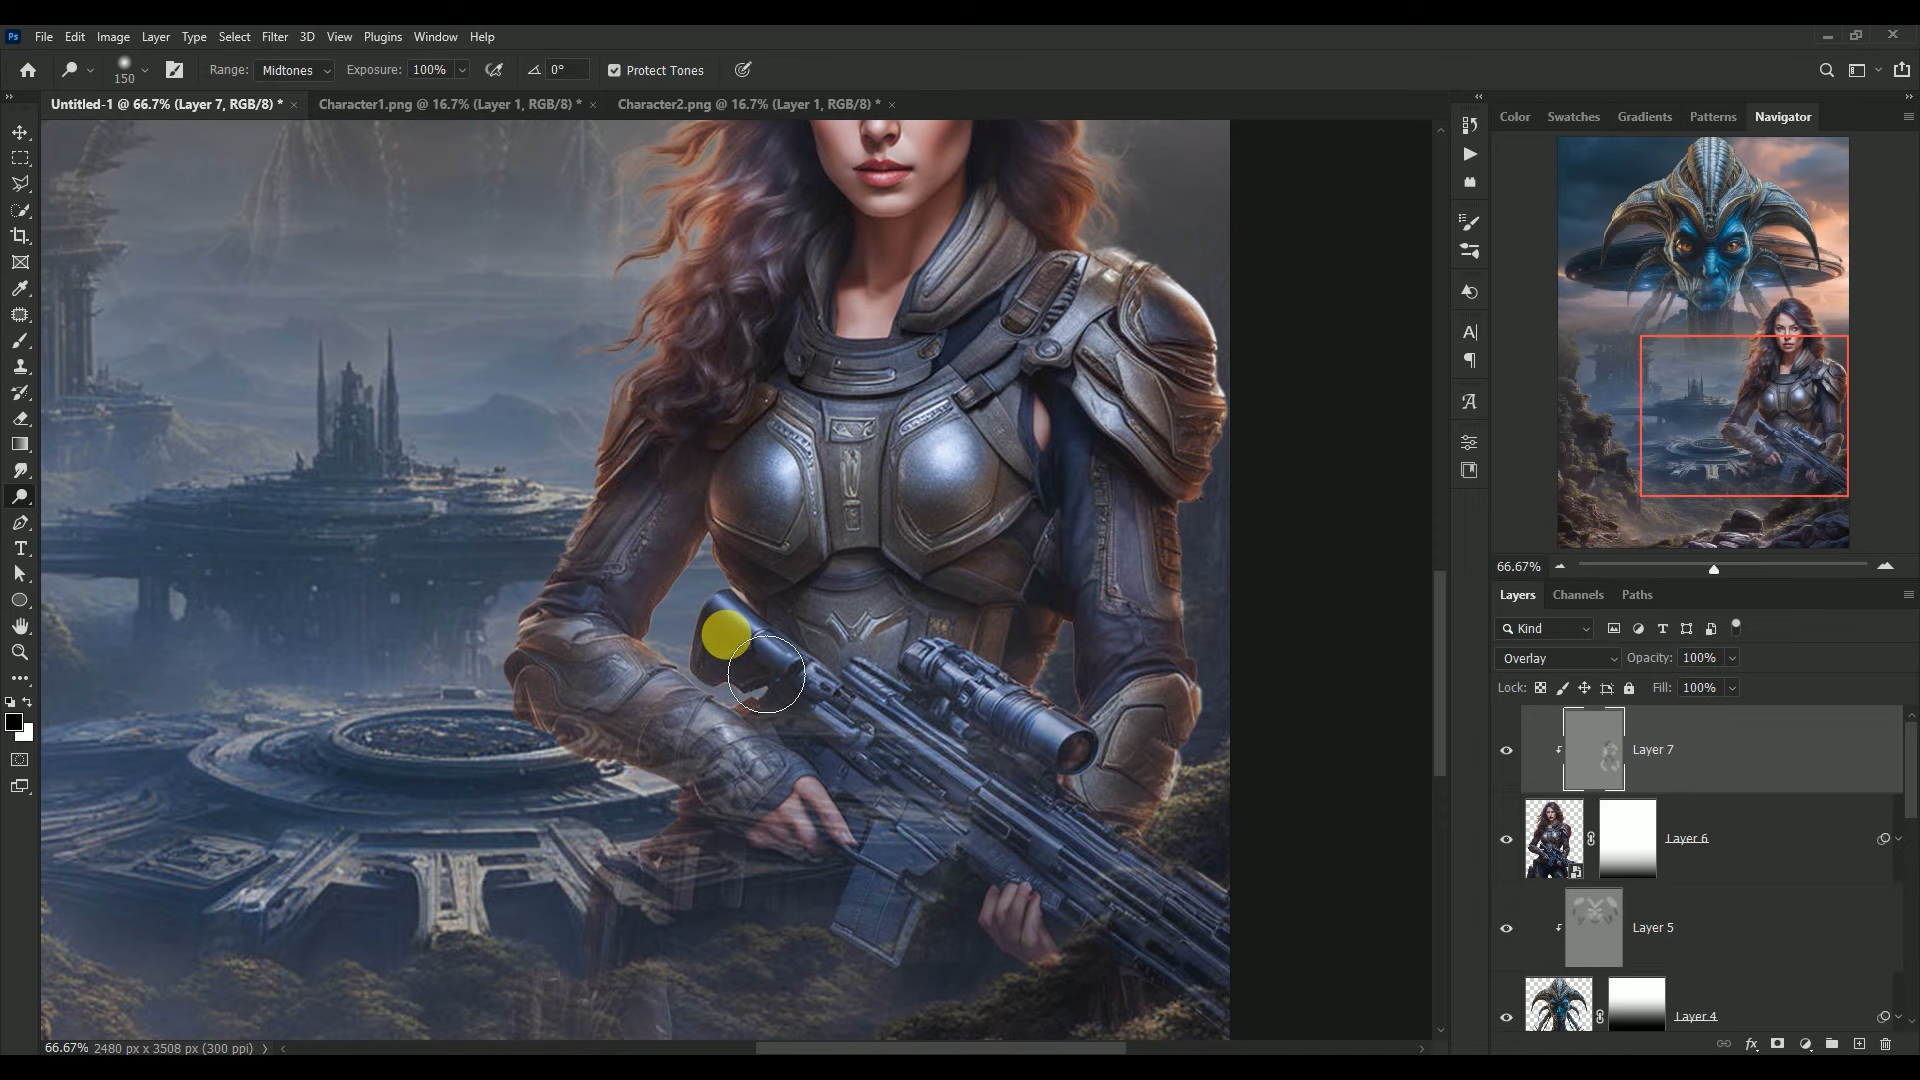 Ps File Edit Image Layer Type Select Filter 3D View Plugins Window Help
150 Range: Midtones Exposure: 100% 0° Protect Tones
Untitled-1 @ 66.7% (Layer 7, RGB/8) * Character1.png @ 16.7% (Layer 1, RGB/8) * Character2.png @ 16.7% (Layer 1, RGB/8) *
Color Swatches Gradients Patterns Navigator
66.67%
Layers Channels Paths
Kind
Overlay Opacity: 100%
Lock: Fill: 100%
Layer 7
Layer 6
Layer 5
Layer 4
66.67% 2480 px x 3508 px (300 ppi)